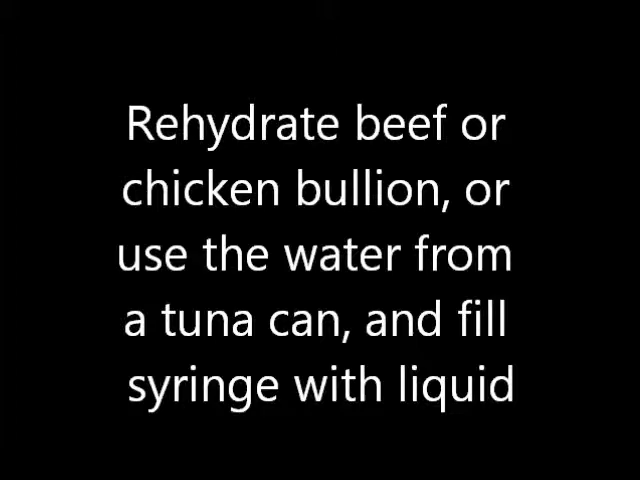 Rehydrate beef or
chicken bullion, or
use the water from
a tuna can, and fill
syringe with liquid